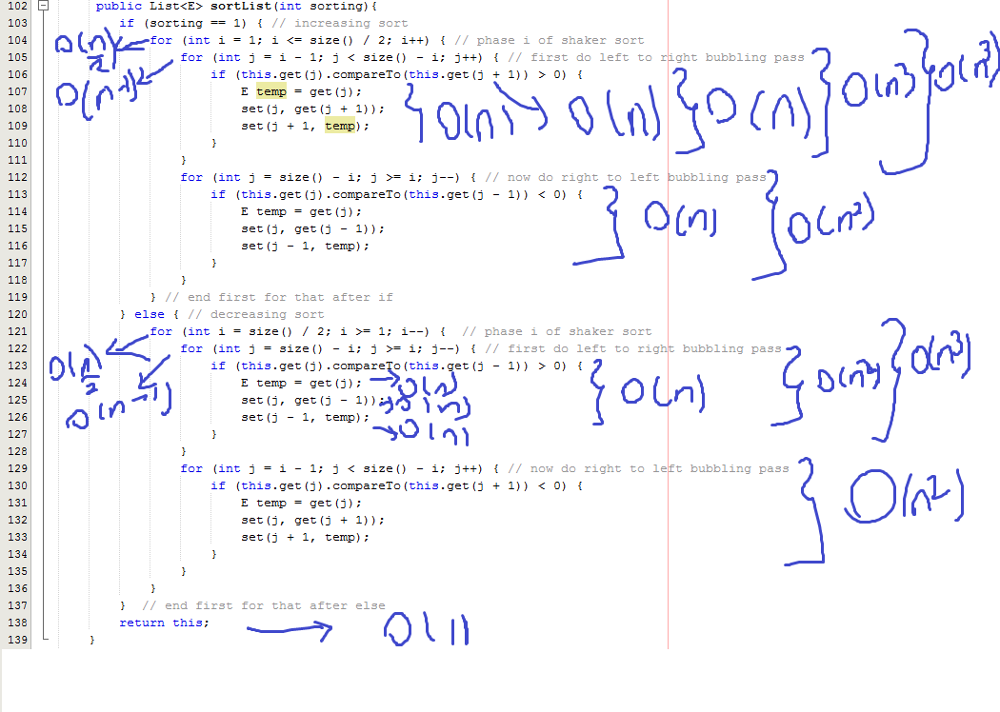 102 public List<E> sortList(int sorting){
103 if (sorting == 1) { // increasing sort
104 for (int i = 1; i <= size() / 2; i++) { // phase i of shaker sort
105 for (int j = i - 1; j < size() - i; j++) { // first do left to right bubbling pass
106 if (this.get(j).compareTo(this.get(j + 1)) > 0) {
107 E temp = get(j);
108 set(j, get(j + 1));
109 set(j + 1, temp);
110 }
111 }
112 for (int j = size() - i; j >= i; j--) { // now do right to left bubbling pass
113 if (this.get(j).compareTo(this.get(j - 1)) < 0) {
114 E temp = get(j);
115 set(j, get(j - 1));
116 set(j - 1, temp);
117 }
118 }
119 } // end first for that after if
120 } else { // decreasing sort
121 for (int i = size() / 2; i >= 1; i--) { // phase i of shaker sort
122 for (int j = size() - i; j >= i; j--) { // first do left to right bubbling pass
123 if (this.get(j).compareTo(this.get(j - 1)) > 0) {
124 E temp = get(j);
125 set(j, get(j - 1));
126 set(j - 1, temp);
127 }
128 }
129 for (int j = i - 1; j < size() - i; j++) { // now do right to left bubbling pass
130 if (this.get(j).compareTo(this.get(j + 1)) < 0) {
131 E temp = get(j);
132 set(j, get(j + 1));
133 set(j + 1, temp);
134 }
135 }
136 }
137 } // end first for that after else
138 return this;
139 }
O(n/2)
O(n-1)
O(n) O(n) O(n) O(n³) O(n³)
O(n) O(n²)
O(n/2)
O(n-1)
O(n)
O(n)
O(n)
O(n) O(n²) O(n³)
O(n²)
O(1)